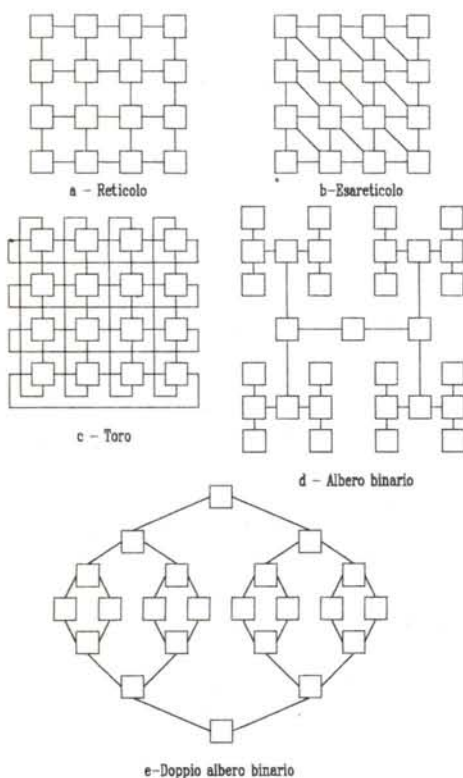 a - Reticolo
b-Esareticolo
c - Toro
d - Albero binario
e-Doppio albero binario